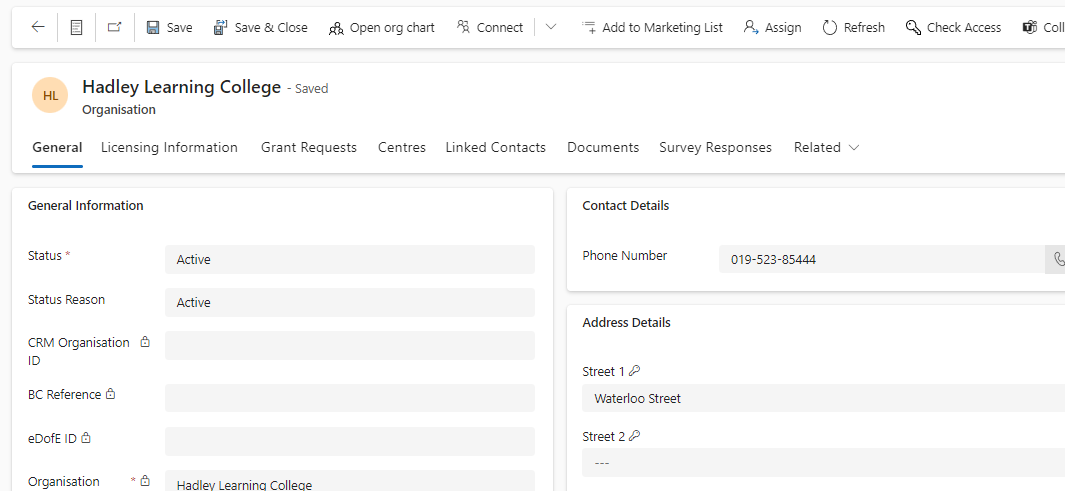 Save
Save & Close
Open org chart
Connect
Add to Marketing List
Assign
Refresh
Check Access
HL
Hadley Learning College - Saved
Organisation
General
Licensing Information
Grant Requests
Centres
Linked Contacts
Documents
Survey Responses
Related
General Information
Status *
Active
Status Reason
Active
CRM Organisation
ID
BC Reference
eDofE ID
Organisation *
Hadley Learning College
Contact Details
Phone Number
019-523-85444
Address Details
Street 1
Waterloo Street
Street 2
---